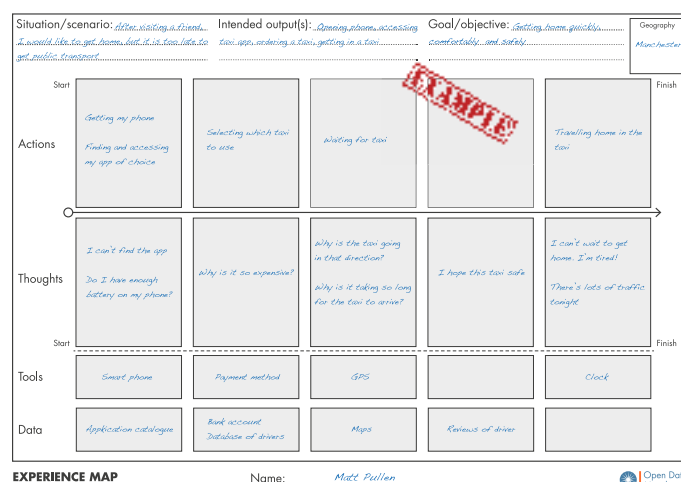 Situation/scenario: After visiting a friend,
I would like to get home, but it is too late to
get public transport
Intended output(s): Opening phone, accessing
taxi app, ordering a taxi, getting in a taxi
Goal/objective: Getting home quickly,
comfortably and safely
Geography
Manchester
Start
Finish
EXAMPLE
Actions
Getting my phone
Finding and accessing
my app of choice
Selecting which taxi
to use
Waiting for taxi
Travelling home in the
taxi
Thoughts
I can't find the app
Do I have enough
battery on my phone?
Why is it so expensive?
Why is the taxi going
in that direction?
Why is it taking so long
for the taxi to arrive?
I hope this taxi safe
I can't wait to get
home. I'm tired!
There's lots of traffic
tonight
Start
Finish
Tools
Smart phone
Payment method
GPS
Clock
Data
Application catalogue
Bank account
Database of drivers
Maps
Reviews of driver
EXPERIENCE MAP
Name: Matt Pullen
Open Dat